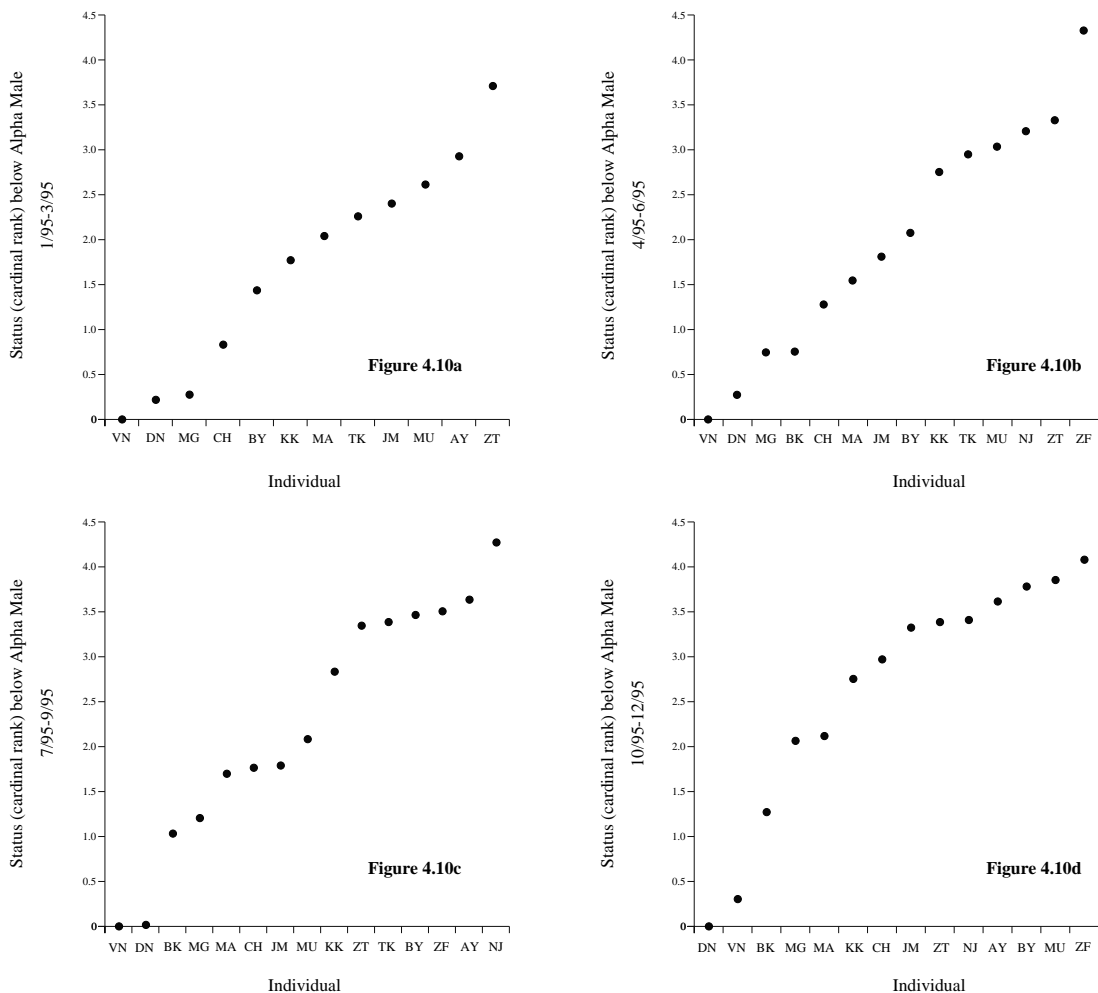 Status (cardinal rank) below Alpha Male
1/95-3/95
4.5
4.0
3.5
3.0
2.5
2.0
1.5
1.0
0.5
0
Figure 4.10a
VN DN MG CH BY KK MA TK JM MU AY ZT
Individual
Status (cardinal rank) below Alpha Male
4/95-6/95
4.5
4.0
3.5
3.0
2.5
2.0
1.5
1.0
0.5
0
Figure 4.10b
VN DN MG BK CH MA JM BY KK TK MU NJ ZT ZF
Individual
Status (cardinal rank) below Alpha Male
7/95-9/95
4.5
4.0
3.5
3.0
2.5
2.0
1.5
1.0
0.5
0
Figure 4.10c
VN DN BK MG MA CH JM MU KK ZT TK BY ZF AY NJ
Individual
Status (cardinal rank) below Alpha Male
10/95-12/95
4.5
4.0
3.5
3.0
2.5
2.0
1.5
1.0
0.5
0
Figure 4.10d
DN VN BK MG MA KK CH JM ZT NJ AY BY MU ZF
Individual